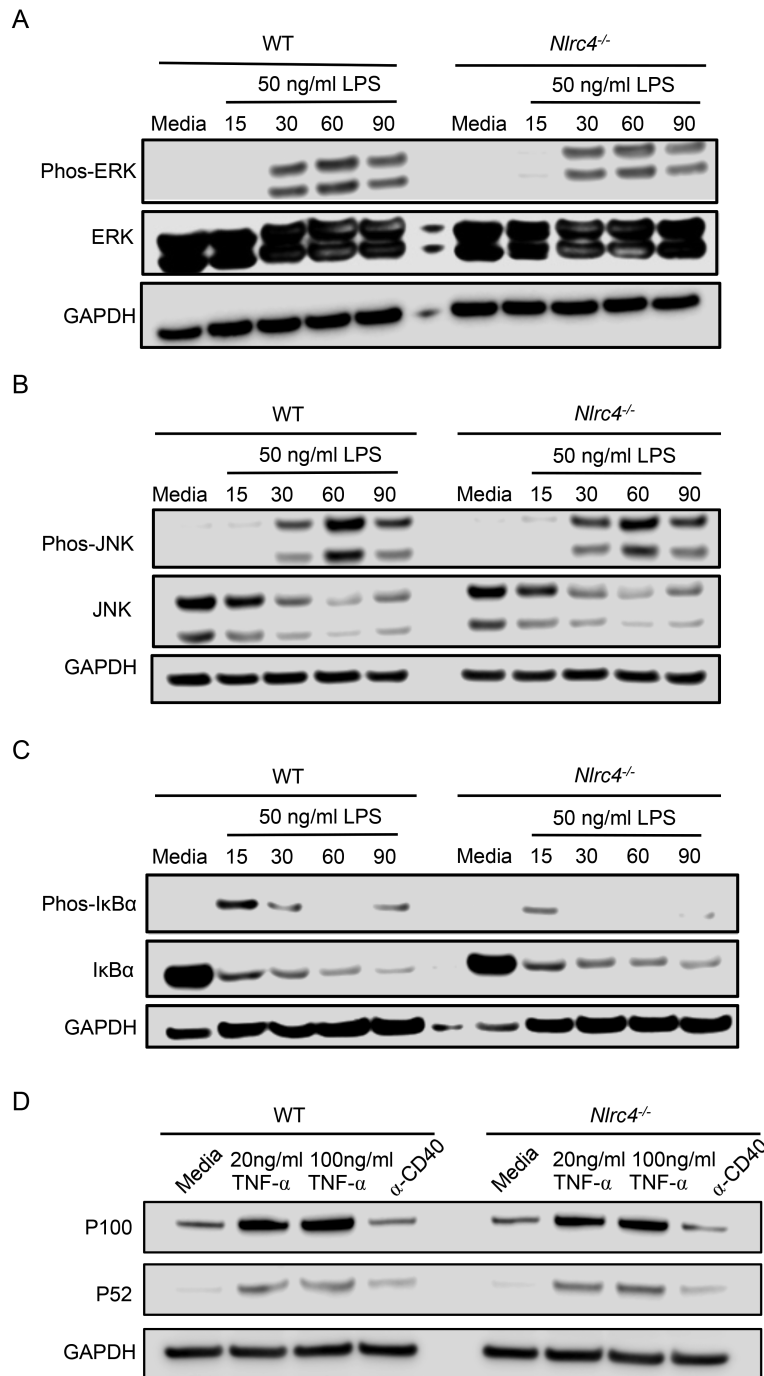 A
WT Nlrc4-/-
50 ng/ml LPS 50 ng/ml LPS
Media 15 30 60 90 Media 15 30 60 90
Phos-ERK
ERK
GAPDH
B
WT Nlrc4-/-
50 ng/ml LPS 50 ng/ml LPS
Media 15 30 60 90 Media 15 30 60 90
Phos-JNK
JNK
GAPDH
C
WT Nlrc4-/-
50 ng/ml LPS 50 ng/ml LPS
Media 15 30 60 90 Media 15 30 60 90
Phos-IκBα
IκBα
GAPDH
D
WT Nlrc4-/-
Media 20ng/ml 100ng/ml α-CD40 Media 20ng/ml 100ng/ml α-CD40
TNF-α TNF-α TNF-α TNF-α
P100
P52
GAPDH